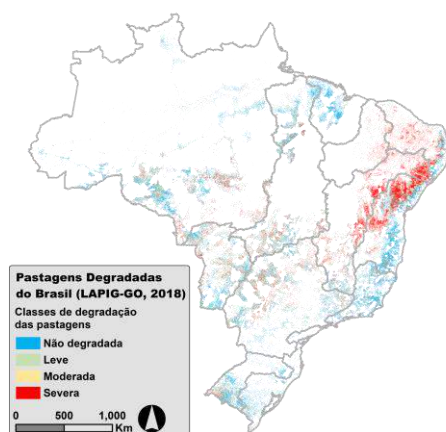 Pastagens Degradadas
do Brasil (LAPIG-GO, 2018)
Classes de degradação
das pastagens
Não degradada
Leve
Moderada
Severa
0 500 1,000
Km